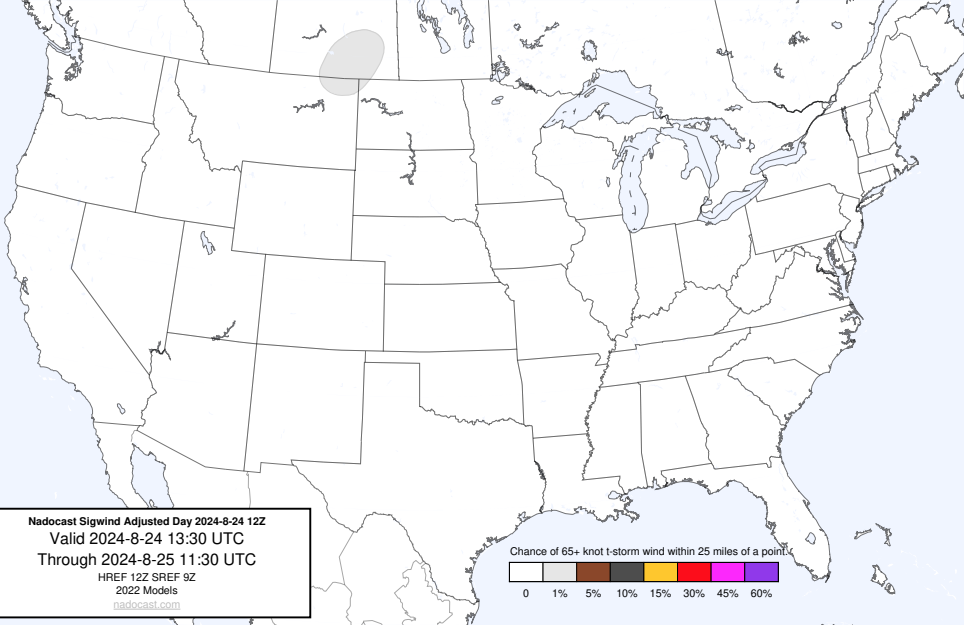 Nadocast Sigwind Adjusted Day 2024-8-24 12Z
Valid 2024-8-24 13:30 UTC
Through 2024-8-25 11:30 UTC
HREF 12Z SREF 9Z
2022 Models
nadocast.com
Chance of 65+ knot t-storm wind within 25 miles of a point.
0 1% 5% 10% 15% 30% 45% 60%